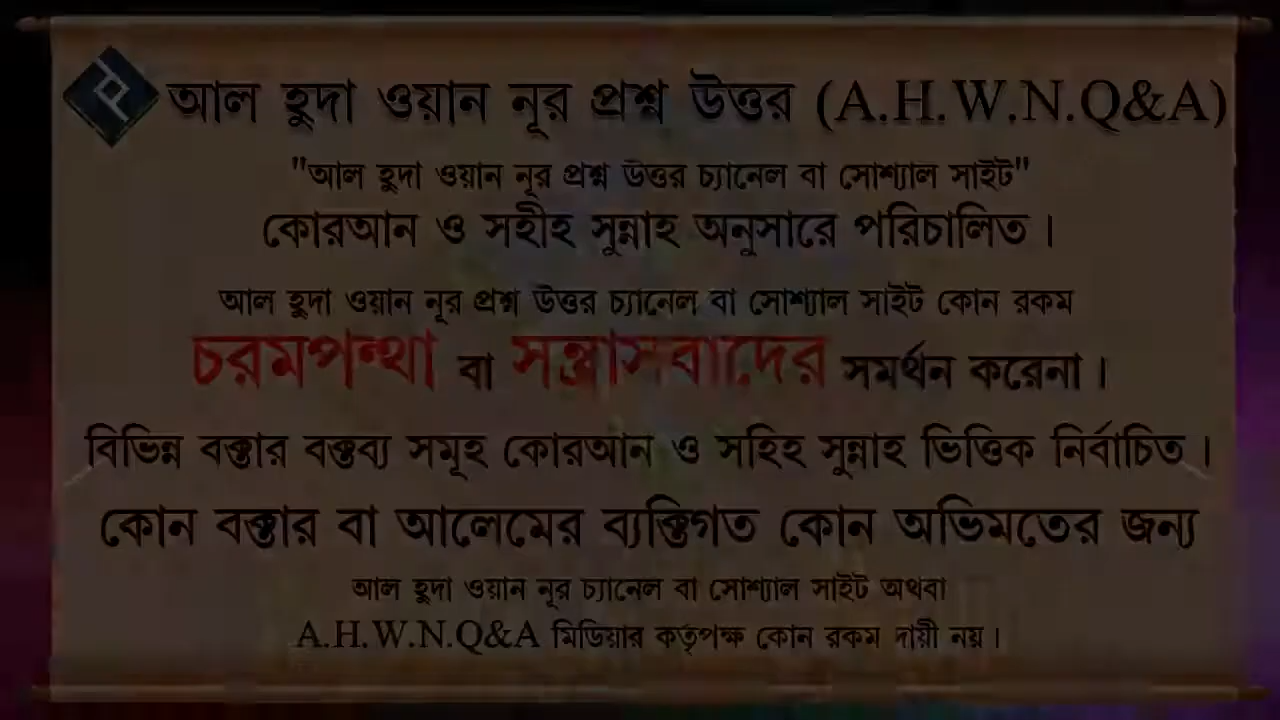 আল হুদা ওয়ান নূর প্রশ্ন উত্তর (A.H.W.N.Q&A)
"আল হুদা ওয়ান নূর প্রশ্ন উত্তর চ্যানেল বা সোশ্যাল সাইট"
কোরআন ও সহীহ সুন্নাহ অনুসারে পরিচালিত।
আল হুদা ওয়ান নূর প্রশ্ন উত্তর চ্যানেল বা সোশ্যাল সাইট কোন রকম
চরমপন্থা বা সন্ত্রাসবাদের সমর্থন করেনা।
বিভিন্ন বক্তার বক্তব্য সমূহ কোরআন ও সহিহ সুন্নাহ ভিত্তিক নির্বাচিত।
কোন বক্তার বা আলেমের ব্যক্তিগত কোন অভিমতের জন্য
আল হুদা ওয়ান নূর চ্যানেল বা সোশ্যাল সাইট অথবা
A.H.W.N.Q&A মিডিয়ার কর্তৃপক্ষ কোন রকম দায়ী নয়।